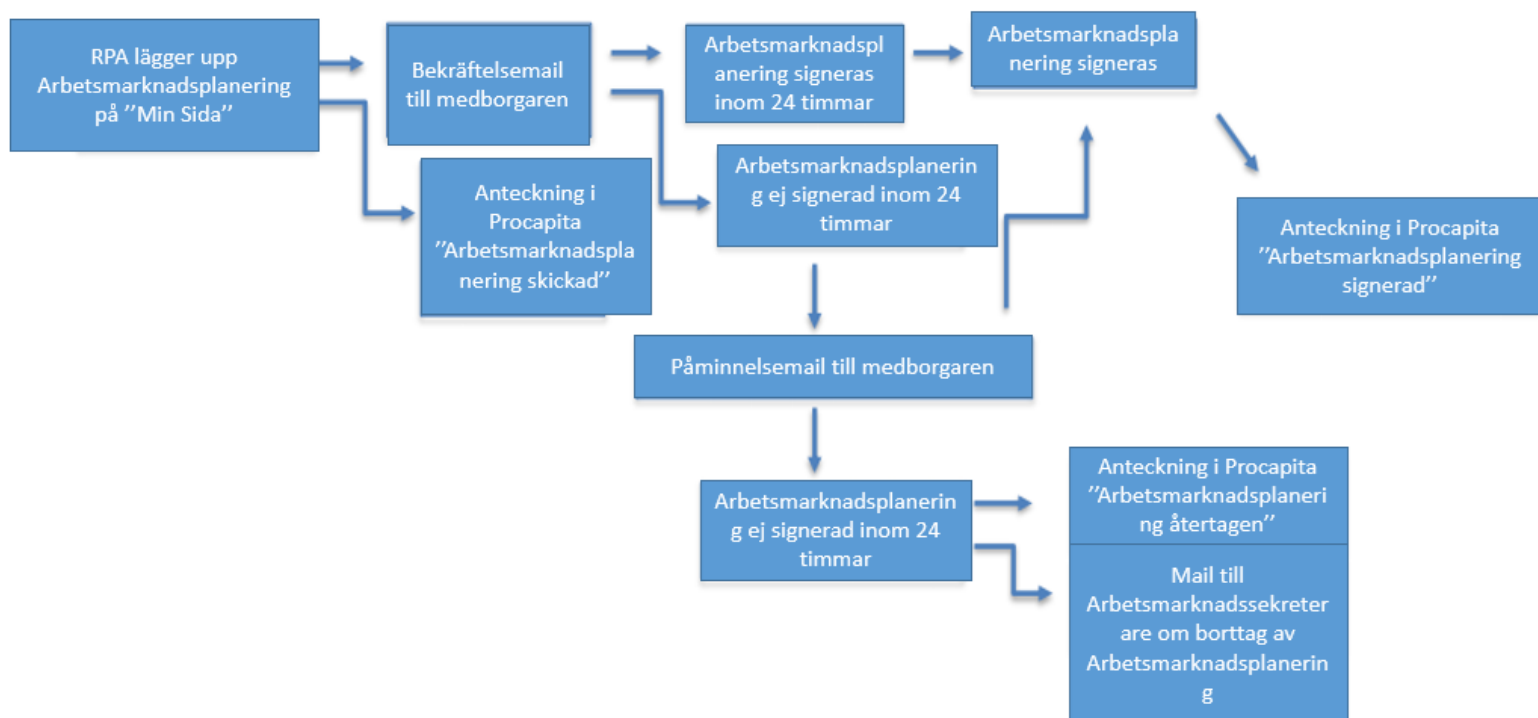 RPA lägger upp
Arbetsmarknadsplanering
på ”Min Sida”
Bekräftelsemail
till medborgaren
Arbetsmarknadspl
anering signeras
inom 24 timmar
Arbetsmarknadspla
nering signeras
Anteckning i
Procapita
”Arbetsmarknadspla
nering skickad”
Arbetsmarknadsplanerin
g ej signerad inom 24
timmar
Anteckning i Procapita
”Arbetsmarknadsplanering
signerad”
Påminnelsemail till medborgaren
Arbetsmarknadsplanerin
g ej signerad inom 24
timmar
Anteckning i Procapita
”Arbetsmarknadsplaneri
ng återtagen”
Mail till
Arbetsmarknadssekreter
are om borttag av
Arbetsmarknadsplanerin
g